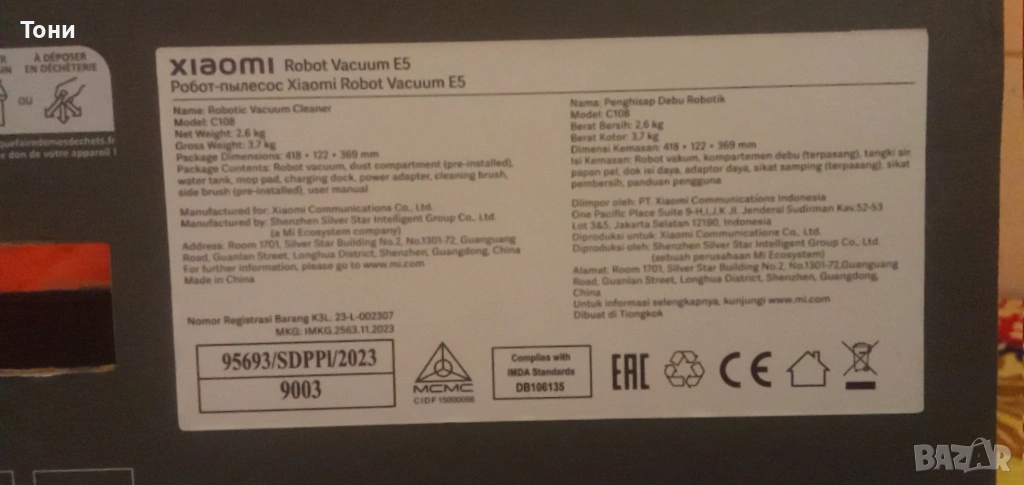 Тони
À DÉPOSER
EN DÉCHÈTERIE
OU
quefairedemesdechets.fr
don de votre appareil !
xiaomi Robot Vacuum E5
Робот-пылесос Xiaomi Robot Vacuum E5
Name: Robotic Vacuum Cleaner
Model: C108
Net Weight: 2.6 kg
Gross Weight: 3.7 kg
Package Dimensions: 418 × 122 × 369 mm
Package Contents: Robot vacuum, dust compartment (pre-installed),
water tank, mop pad, charging dock, power adapter, cleaning brush,
side brush (pre-installed), user manual
Manufactured for: Xiaomi Communications Co., Ltd.
Manufactured by: Shenzhen Silver Star Intelligent Group Co., Ltd.
(a Mi Ecosystem company)
Address: Room 1701, Silver Star Building No.2, No.1301-72, Guanguang
Road, Guanlan Street, Longhua District, Shenzhen, Guangdong, China
For further information, please go to www.mi.com
Made in China
Nama: Penghisap Debu Robotik
Model: C108
Berat Bersih: 2,6 kg
Berat Kotor: 3,7 kg
Dimensi Kemasan: 418 × 122 × 369 mm
Isi Kemasan: Robot vakum, kompartemen debu (terpasang), tangki air,
papan pel, dok isi daya, adaptor daya, sikat samping (terpasang), sikat
pembersih, panduan pengguna
Diimpor oleh: PT. Xiaomi Communications Indonesia
One Pacific Place Suite 9-H,I,J,K Jl. Jenderal Sudirman Kav.52-53
Lot 3&5, Jakarta Selatan 12190, Indonesia
Diproduksi untuk: Xiaomi Communications Co., Ltd.
Diproduksi oleh: Shenzhen Silver Star Intelligent Group Co., Ltd.
(sebuah perusahaan Mi Ecosystem)
Alamat: Room 1701, Silver Star Building No.2, No.1301-72,Guanguang
Road, Guanlan Street, Longhua District, Shenzhen, Guangdong,
China
Untuk informasi selengkapnya, kunjungi www.mi.com
Dibuat di Tiongkok
Nomor Registrasi Barang K3L: 23-L-002307
MKG: IMKG.2563.11.2023
95693/SDPPI/2023
9003
MCMC
CIDF15000098
Complies with
IMDA Standards
DB106135
EAC
CE
BAZAR